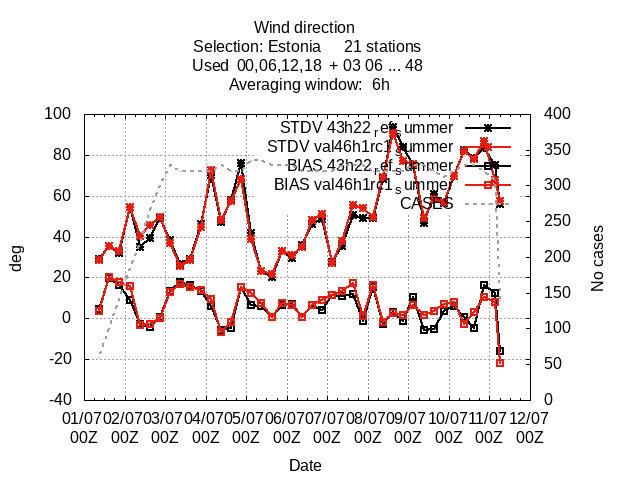 Wind direction
Selection: Estonia 21 stations
Used 00,06,12,18 + 03 06 ... 48
Averaging window: 6h
100
80
60
40
20
0
-20
-40
deg
400
350
300
250
200
150
100
50
0
No cases
STDV 43h22_ref_summer
STDV val46h1rc1_summer
BIAS 43h22_ref_summer
BIAS val46h1rc1_summer
CASES
01/07 02/07 03/07 04/07 05/07 06/07 07/07 08/07 09/07 10/07 11/07 12/07
00Z 00Z 00Z 00Z 00Z 00Z 00Z 00Z 00Z 00Z 00Z 00Z
Date